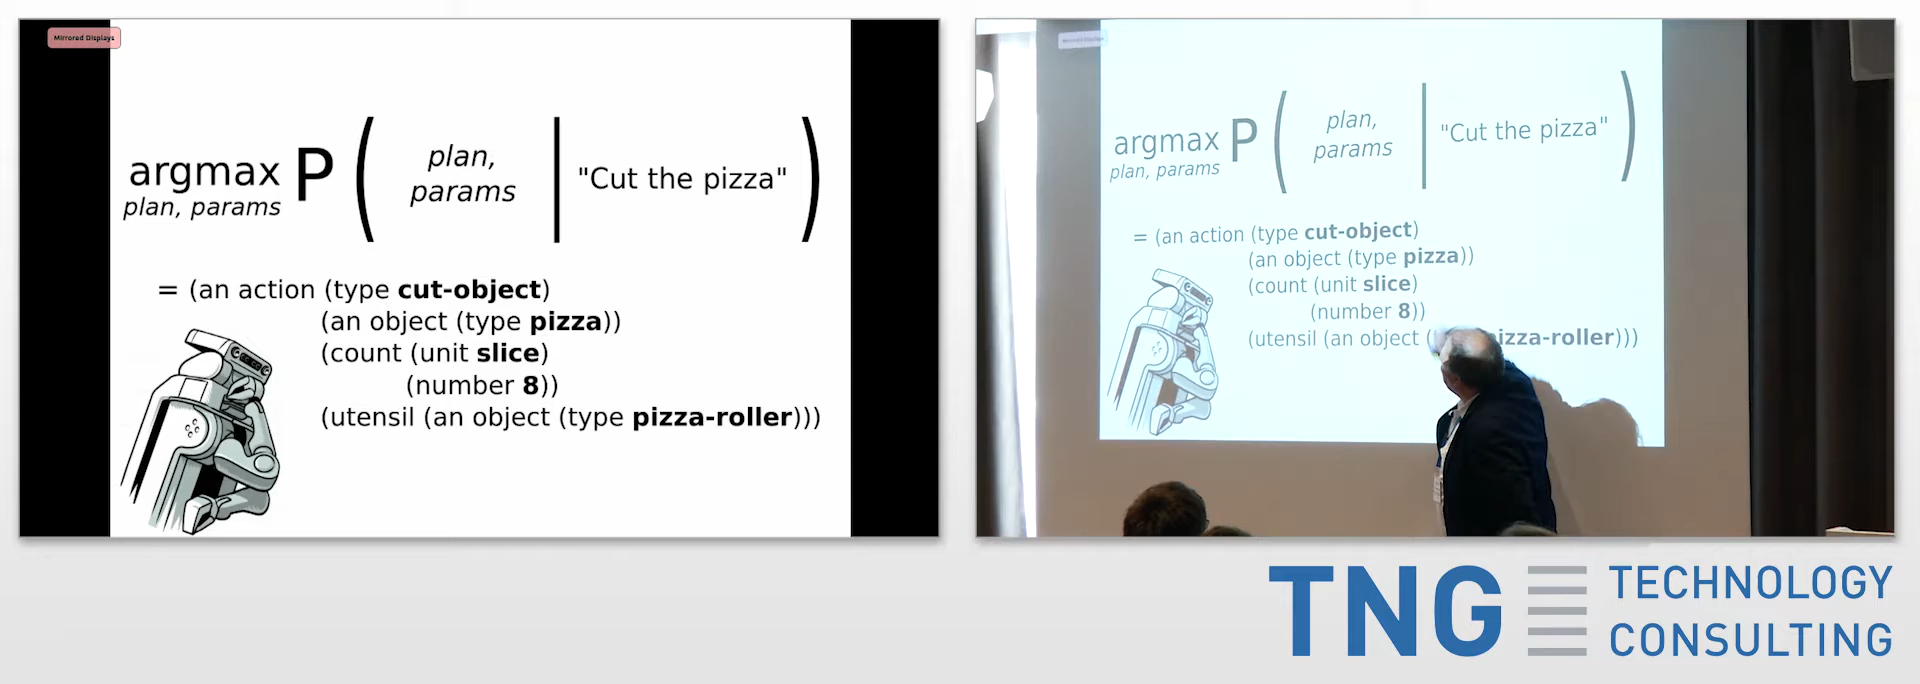 Mirrored Displays
argmax P ( plan, params | "Cut the pizza" )
plan, params
= (an action (type cut-object)
(an object (type pizza))
(count (unit slice)
(number 8))
(utensil (an object (type pizza-roller)))
Mirrored Displays
argmax P ( plan, params | "Cut the pizza" )
plan, params
= (an action (type cut-object)
(an object (type pizza))
(count (unit slice)
(number 8))
(utensil (an object ( pizza-roller)))
TNG TECHNOLOGY
CONSULTING